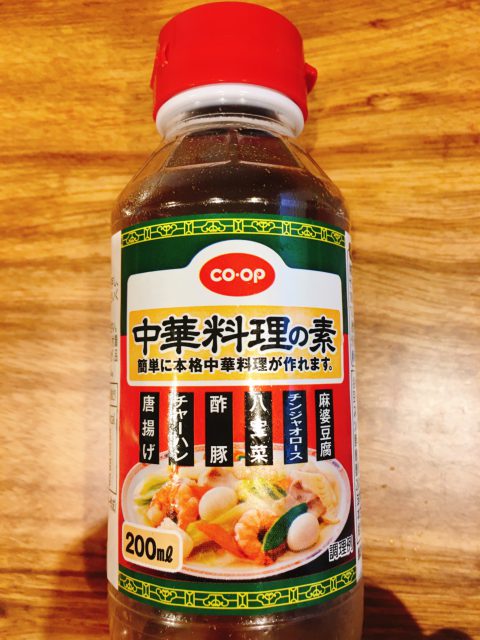 CO·OP
中華料理の素
簡単に本格中華料理が作れます。
麻婆豆腐
チンジャオロース
八宝菜
酢豚
チャーハン
唐揚げ
200mℓ
調理例